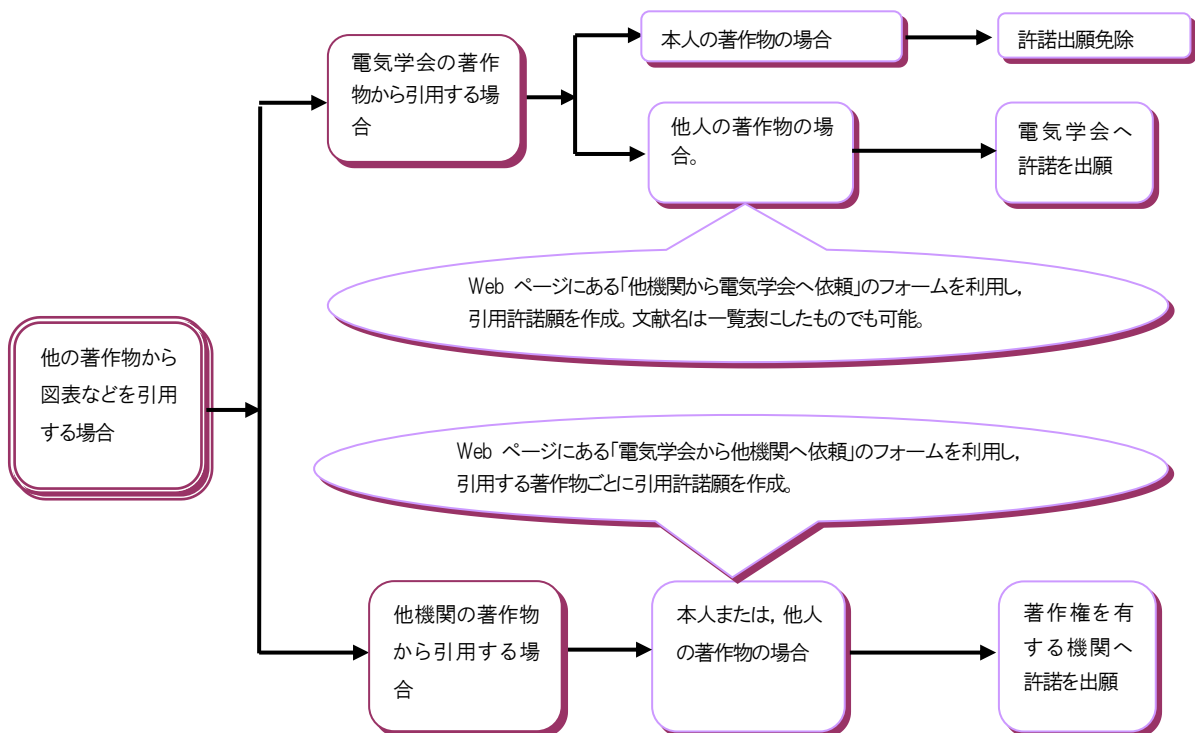 本人の著作物の場合
許諾出願免除
電気学会の著作
物から引用する場
合
他人の著作物の場
合。
電気学会へ
許諾を出願
Web ページにある「他機関から電気学会へ依頼」のフォームを利用し,
引用許諾願を作成。文献名は一覧表にしたものでも可能。
他の著作物から
図表などを引用
する場合
Web ページにある「電気学会から他機関へ依頼」のフォームを利用し,
引用する著作物ごとに引用許諾願を作成。
他機関の著作物
から引用する場
合
本人または, 他人
の著作物の場合
著作権を有
する機関へ
許諾を出願